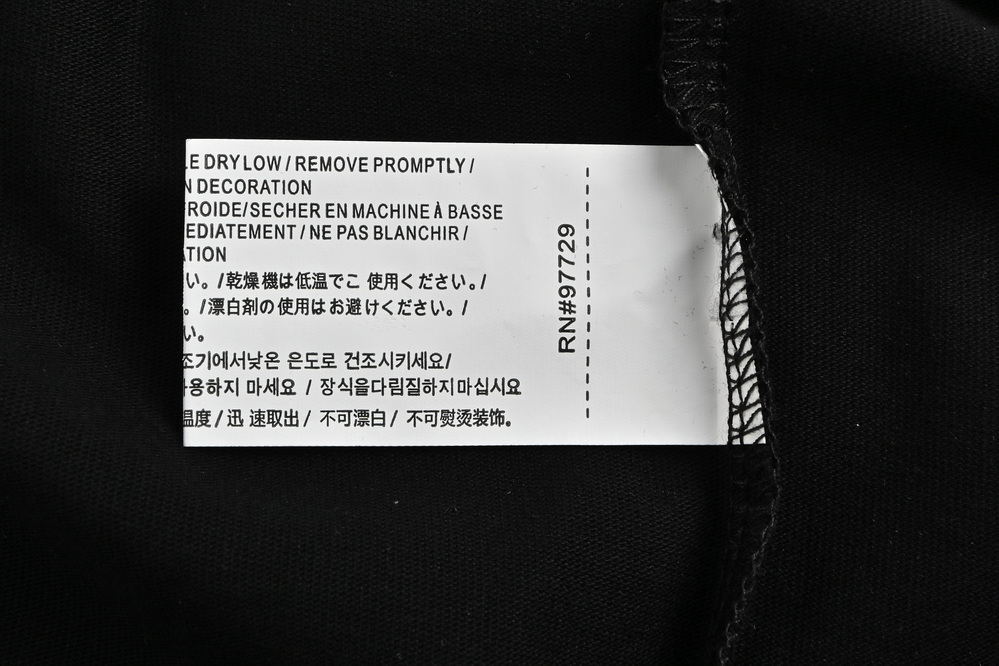 E DRY LOW / REMOVE PROMPTLY /
N DECORATION
ROIDE/SECHER EN MACHINE À BASSE
EDIATEMENT / NE PAS BLANCHIR /
ATION
い。/乾燥機は低温でこ 使用ください。/
。/漂白剤の使用はお避けください。/
い。
조기에서낮온 온도로 건조시키세요/
용하지 마세요 / 장식을다림질하지마십시요
温度 / 迅 速取出 / 不可漂白 / 不可熨烫装饰。
RN#97729